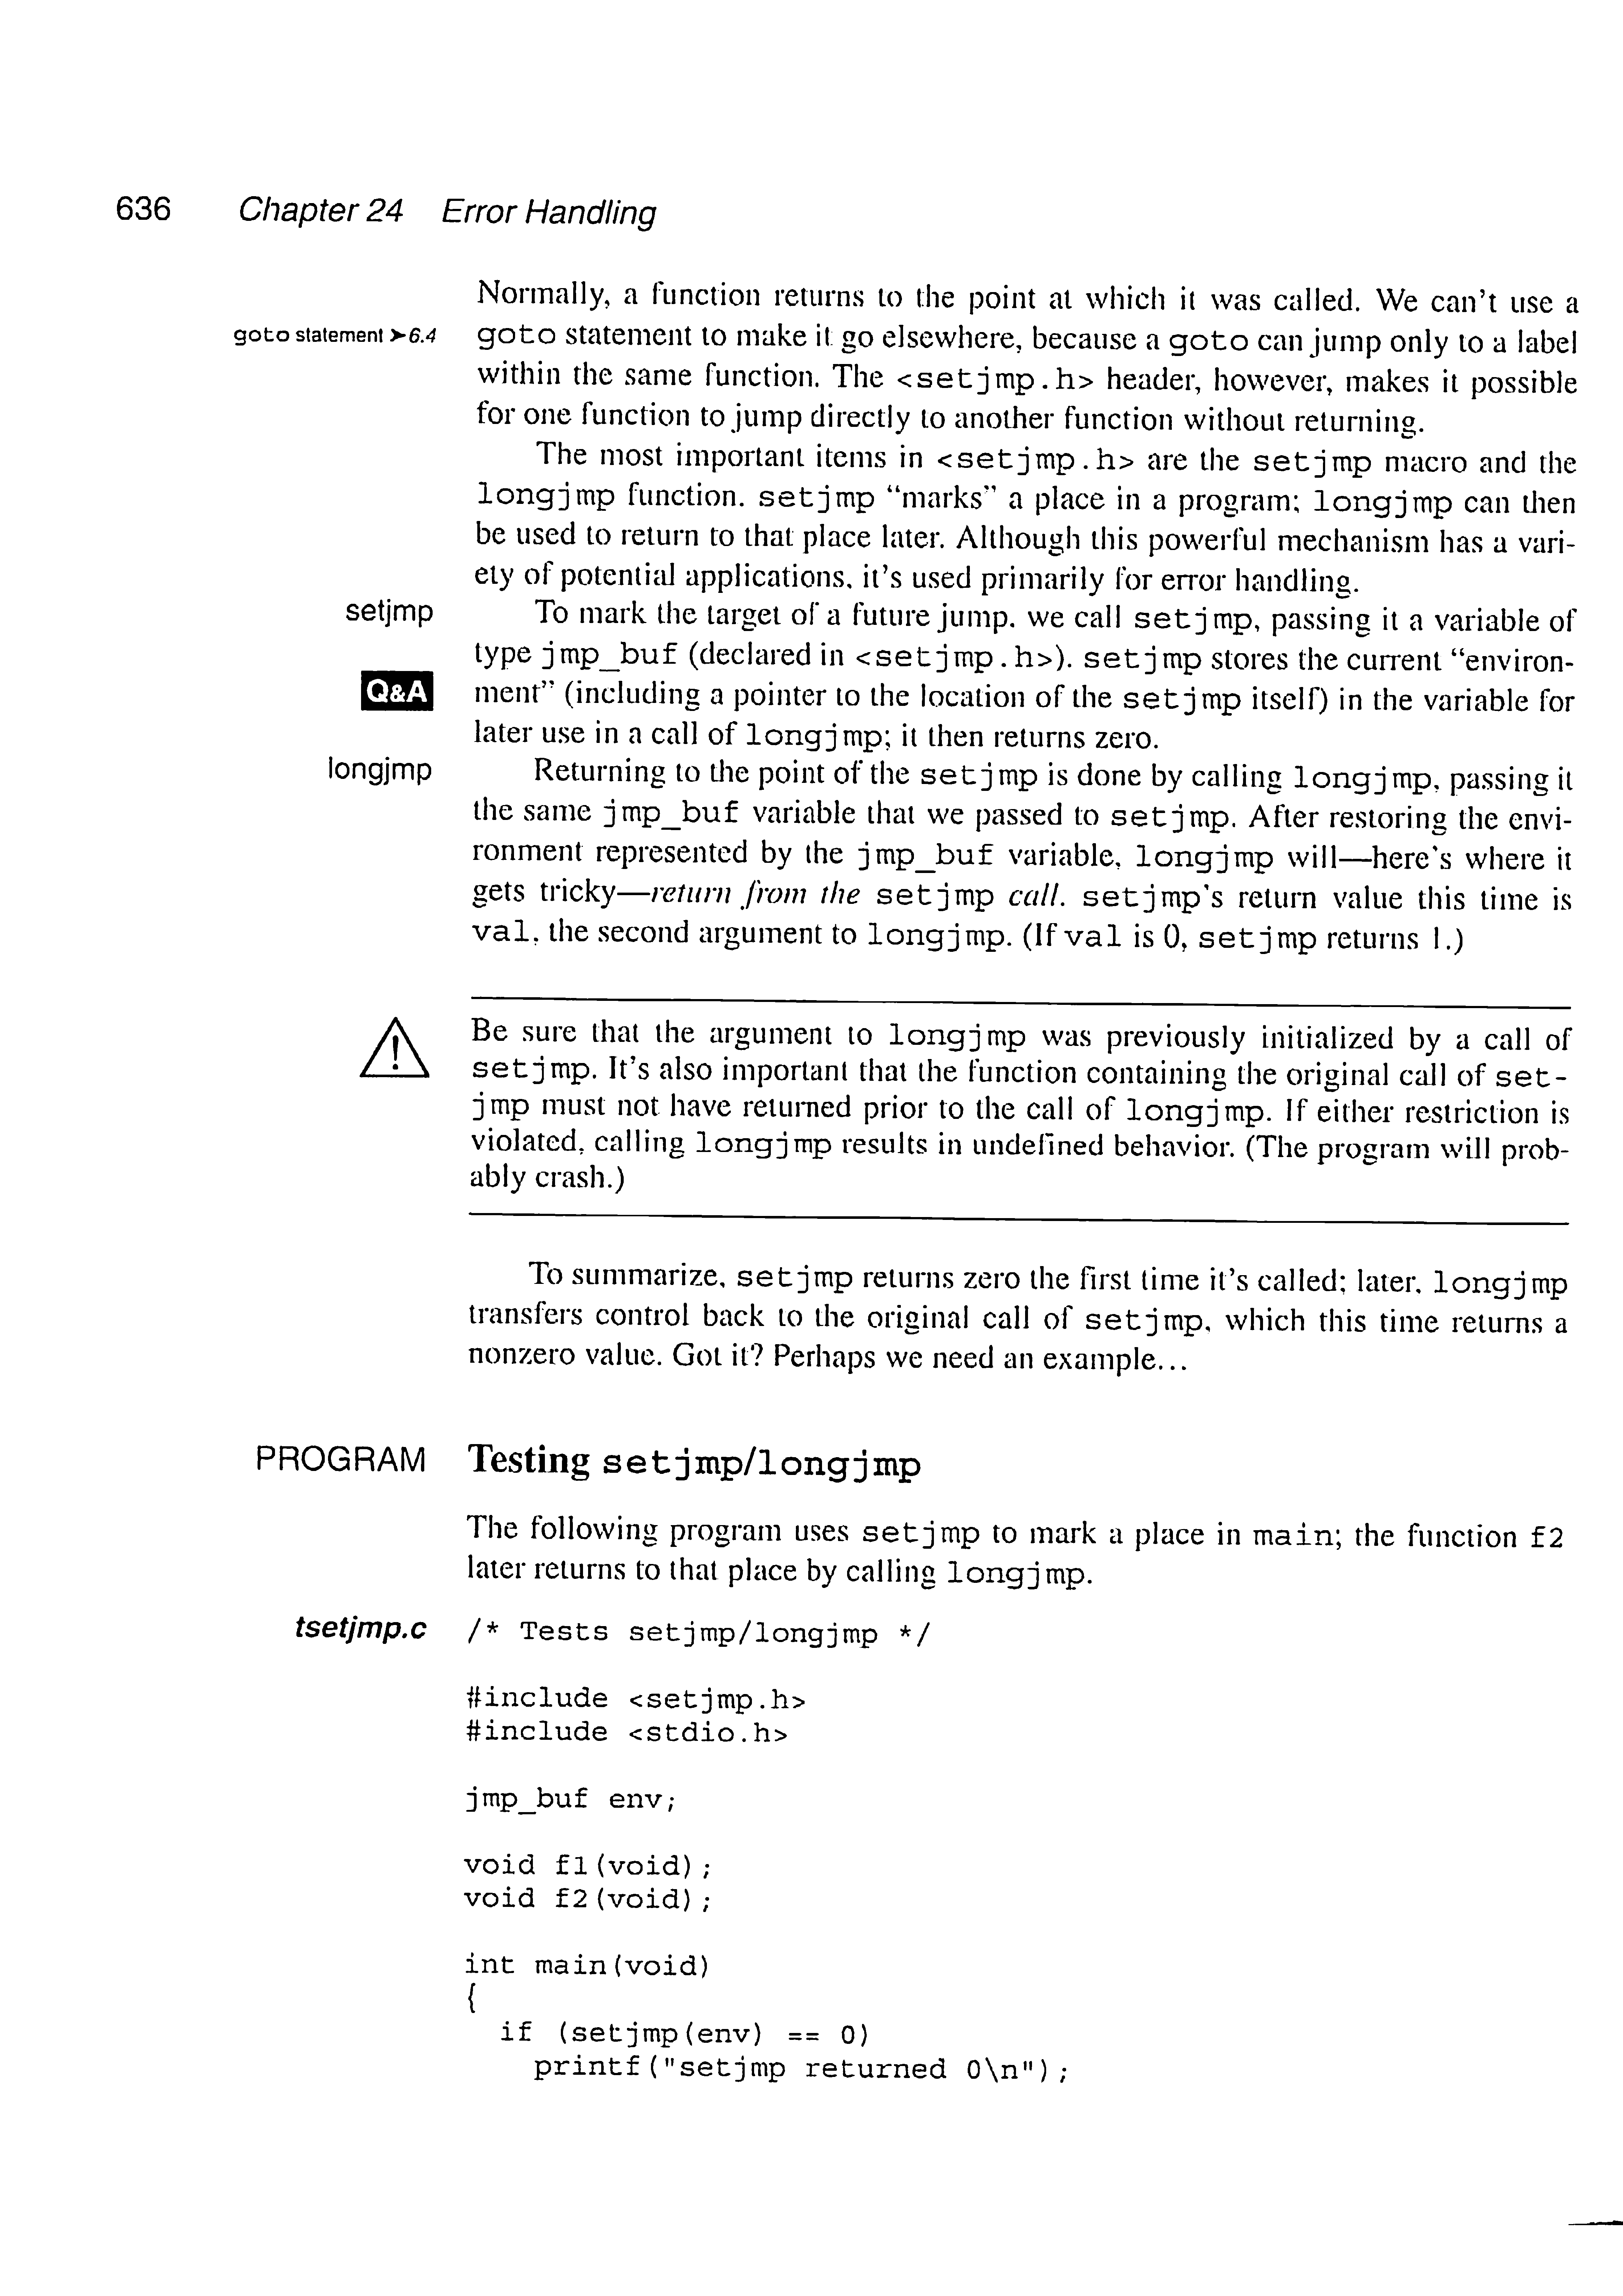 636 Chapter 24 Error Handling
Normally, a function returns to the point at which it was called. We can't use a
goto statement ➤6.4
goto statement to make it go elsewhere, because a goto can jump only to a label
within the same function. The <setjmp.h> header, however, makes it possible
for one function to jump directly to another function without returning.
The most important items in <setjmp.h> are the setjmp macro and the
longjmp function. setjmp “marks” a place in a program; longjmp can then
be used to return to that place later. Although this powerful mechanism has a vari-
ety of potential applications, it's used primarily for error handling.
setjmp
To mark the target of a future jump, we call setjmp, passing it a variable of
type jmp_buf (declared in <setjmp.h>). setjmp stores the current “environ-
Q&A
ment” (including a pointer to the location of the setjmp itself) in the variable for
later use in a call of longjmp; it then returns zero.
longjmp
Returning to the point of the setjmp is done by calling longjmp, passing it
the same jmp_buf variable that we passed to setjmp. After restoring the envi-
ronment represented by the jmp_buf variable, longjmp will—here's where it
gets tricky—return from the setjmp call. setjmp's return value this time is
val, the second argument to longjmp. (If val is 0, setjmp returns 1.)
!
Be sure that the argument to longjmp was previously initialized by a call of
setjmp. It's also important that the function containing the original call of set-
jmp must not have returned prior to the call of longjmp. If either restriction is
violated, calling longjmp results in undefined behavior. (The program will prob-
ably crash.)
To summarize, setjmp returns zero the first time it's called; later, longjmp
transfers control back to the original call of setjmp, which this time returns a
nonzero value. Got it? Perhaps we need an example...
PROGRAM Testing setjmp/longjmp
The following program uses setjmp to mark a place in main; the function f2
later returns to that place by calling longjmp.
tsetjmp.c /* Tests setjmp/longjmp */
#include <setjmp.h>
#include <stdio.h>
jmp_buf env;
void f1(void);
void f2(void);
int main(void)
{
if (setjmp(env) == 0)
printf("setjmp returned 0\n");